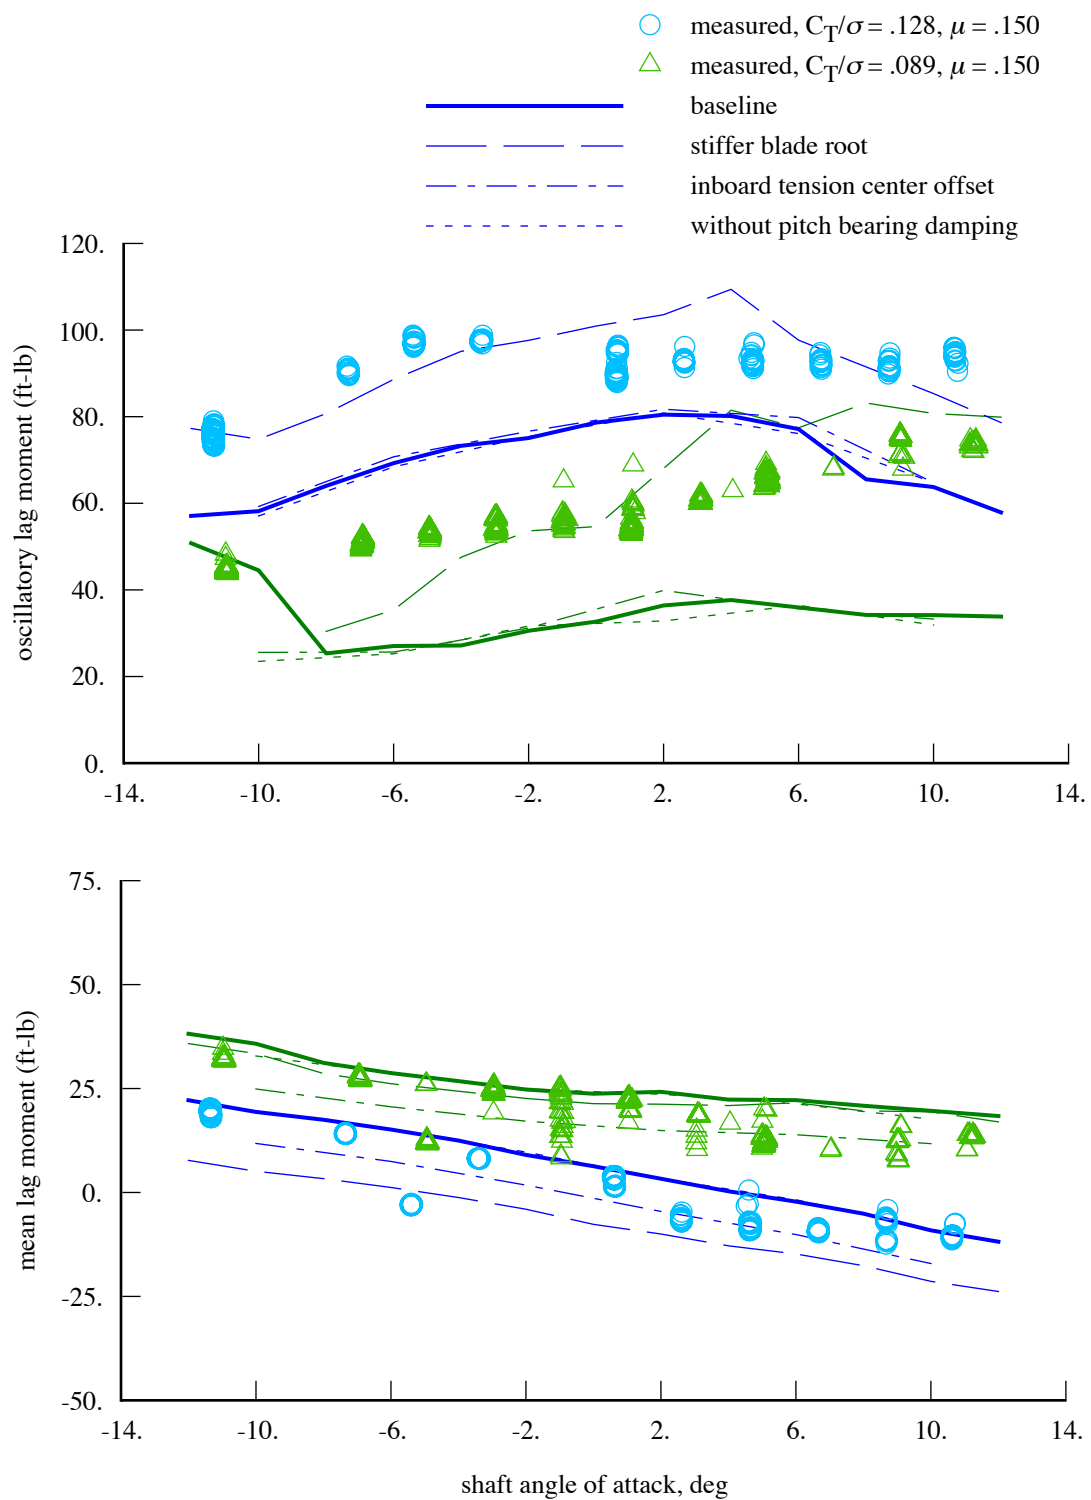 measured, CT/σ = .128, μ = .150
measured, CT/σ = .089, μ = .150
baseline
stiffer blade root
inboard tension center offset
without pitch bearing damping
120.
100.
80.
60.
40.
20.
0.
oscillatory lag moment (ft-lb)
-14. -10. -6. -2. 2. 6. 10. 14.
75.
50.
25.
0.
-25.
-50.
mean lag moment (ft-lb)
-14. -10. -6. -2. 2. 6. 10. 14.
shaft angle of attack, deg